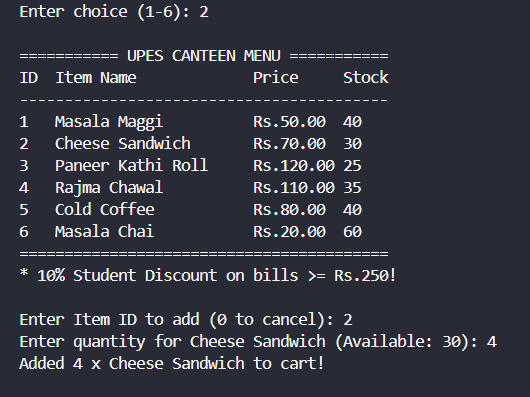 Enter choice (1-6): 2
=========== UPES CANTEEN MENU ===========
ID  Item Name             Price     Stock
-----------------------------------------
1   Masala Maggi          Rs.50.00  40
2   Cheese Sandwich       Rs.70.00  30
3   Paneer Kathi Roll     Rs.120.00 25
4   Rajma Chawal          Rs.110.00 35
5   Cold Coffee           Rs.80.00  40
6   Masala Chai           Rs.20.00  60
=========================================
* 10% Student Discount on bills >= Rs.250!
Enter Item ID to add (0 to cancel): 2
Enter quantity for Cheese Sandwich (Available: 30): 4
Added 4 x Cheese Sandwich to cart!